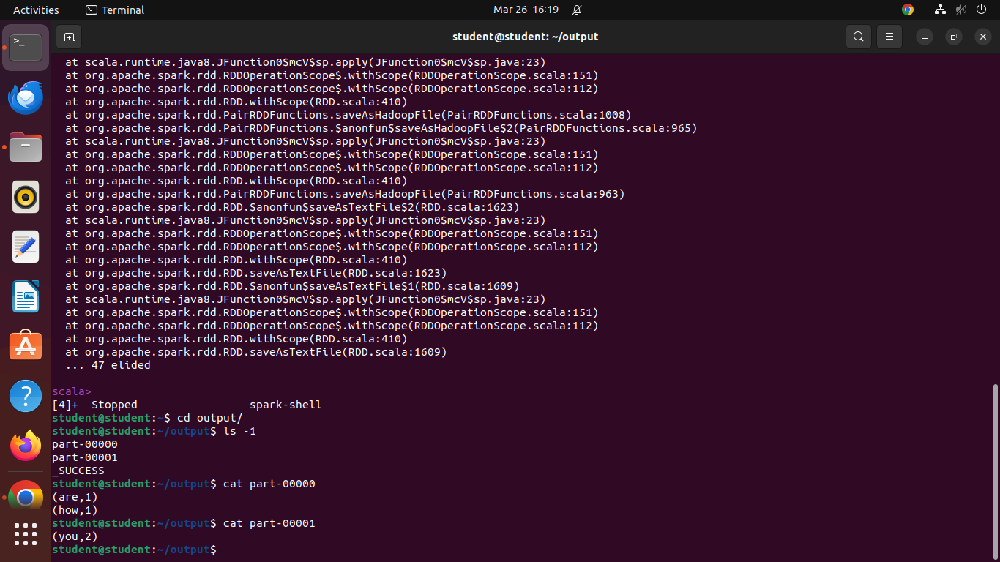 Activities
Terminal
Mar 26 16:19
student@student: ~/output
  at scala.runtime.java8.JFunction0$mcV$sp.apply(JFunction0$mcV$sp.java:23)
  at org.apache.spark.rdd.RDDOperationScope$.withScope(RDDOperationScope.scala:151)
  at org.apache.spark.rdd.RDDOperationScope$.withScope(RDDOperationScope.scala:112)
  at org.apache.spark.rdd.RDD.withScope(RDD.scala:410)
  at org.apache.spark.rdd.PairRDDFunctions.saveAsHadoopFile(PairRDDFunctions.scala:1008)
  at org.apache.spark.rdd.PairRDDFunctions.$anonfun$saveAsHadoopFile$2(PairRDDFunctions.scala:965)
  at scala.runtime.java8.JFunction0$mcV$sp.apply(JFunction0$mcV$sp.java:23)
  at org.apache.spark.rdd.RDDOperationScope$.withScope(RDDOperationScope.scala:151)
  at org.apache.spark.rdd.RDDOperationScope$.withScope(RDDOperationScope.scala:112)
  at org.apache.spark.rdd.RDD.withScope(RDD.scala:410)
  at org.apache.spark.rdd.PairRDDFunctions.saveAsHadoopFile(PairRDDFunctions.scala:963)
  at org.apache.spark.rdd.RDD.$anonfun$saveAsTextFile$2(RDD.scala:1623)
  at scala.runtime.java8.JFunction0$mcV$sp.apply(JFunction0$mcV$sp.java:23)
  at org.apache.spark.rdd.RDDOperationScope$.withScope(RDDOperationScope.scala:151)
  at org.apache.spark.rdd.RDDOperationScope$.withScope(RDDOperationScope.scala:112)
  at org.apache.spark.rdd.RDD.withScope(RDD.scala:410)
  at org.apache.spark.rdd.RDD.saveAsTextFile(RDD.scala:1623)
  at org.apache.spark.rdd.RDD.$anonfun$saveAsTextFile$1(RDD.scala:1609)
  at scala.runtime.java8.JFunction0$mcV$sp.apply(JFunction0$mcV$sp.java:23)
  at org.apache.spark.rdd.RDDOperationScope$.withScope(RDDOperationScope.scala:151)
  at org.apache.spark.rdd.RDDOperationScope$.withScope(RDDOperationScope.scala:112)
  at org.apache.spark.rdd.RDD.withScope(RDD.scala:410)
  at org.apache.spark.rdd.RDD.saveAsTextFile(RDD.scala:1609)
  ... 47 elided
scala>
[4]+  Stopped                 spark-shell
student@student:~$ cd output/
student@student:~/output$ ls -1
part-00000
part-00001
_SUCCESS
student@student:~/output$ cat part-00000
(are,1)
(how,1)
student@student:~/output$ cat part-00001
(you,2)
student@student:~/output$